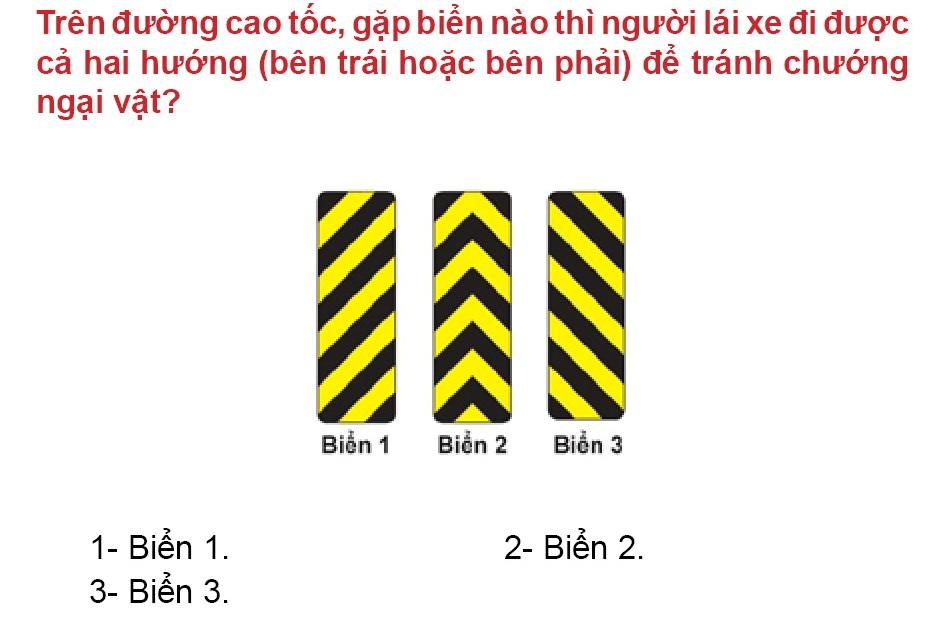 Trên đường cao tốc, gặp biển nào thì người lái xe đi được
cả hai hướng (bên trái hoặc bên phải) để tránh chướng
ngại vật?
Biển 1 Biển 2 Biển 3
1- Biển 1. 2- Biển 2.
3- Biển 3.